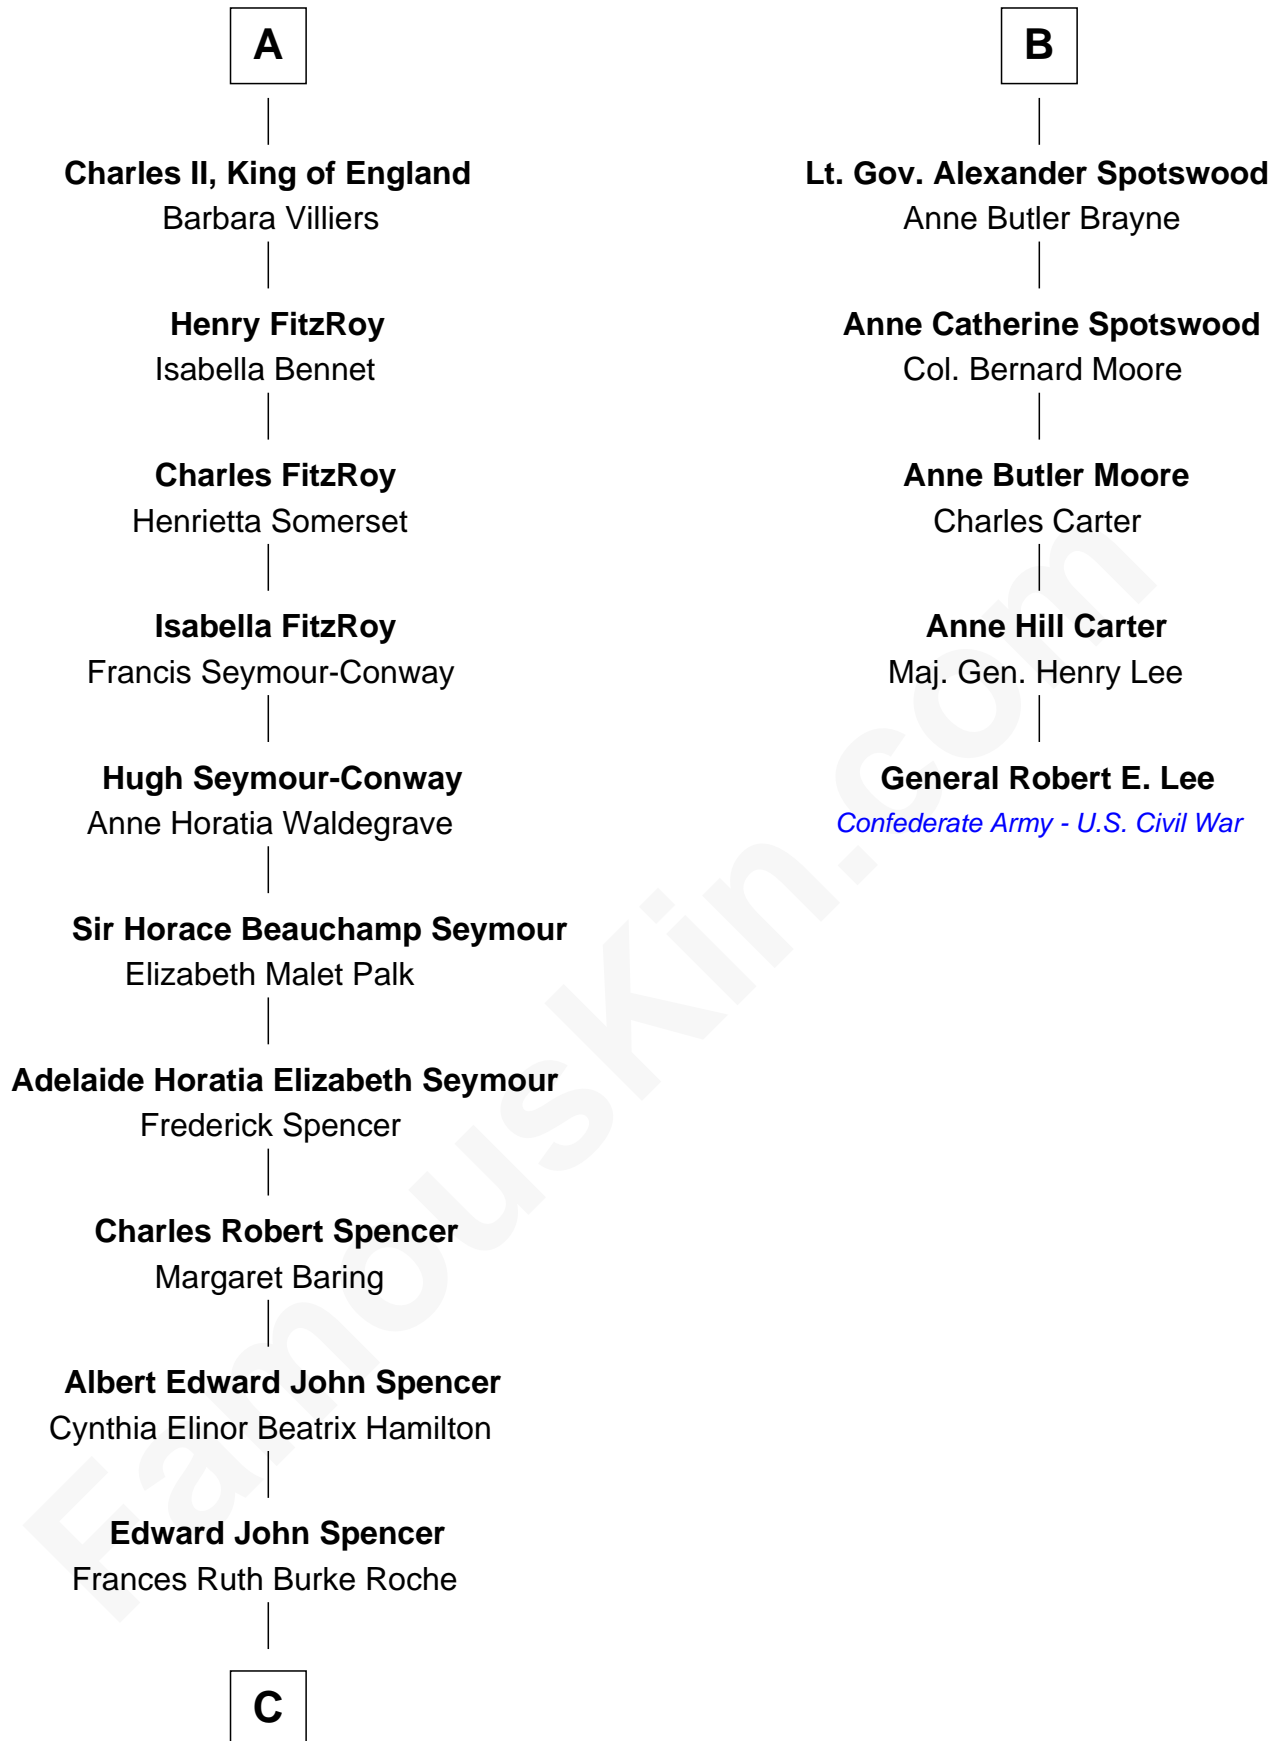 A
Charles II, King of England
Barbara Villiers
Henry FitzRoy
Isabella Bennet
Charles FitzRoy
Henrietta Somerset
Isabella FitzRoy
Francis Seymour-Conway
Hugh Seymour-Conway
Anne Horatia Waldegrave
Sir Horace Beauchamp Seymour
Elizabeth Malet Palk
Adelaide Horatia Elizabeth Seymour
Frederick Spencer
Charles Robert Spencer
Margaret Baring
Albert Edward John Spencer
Cynthia Elinor Beatrix Hamilton
Edward John Spencer
Frances Ruth Burke Roche
C
B
Lt. Gov. Alexander Spotswood
Anne Butler Brayne
Anne Catherine Spotswood
Col. Bernard Moore
Anne Butler Moore
Charles Carter
Anne Hill Carter
Maj. Gen. Henry Lee
General Robert E. Lee
Confederate Army - U.S. Civil War
FamousKin.com